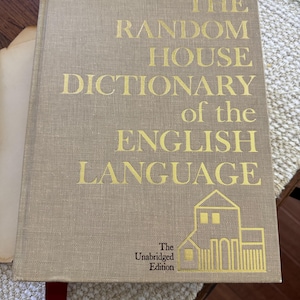 THE
RANDOM
HOUSE
DICTIONARY
of the
ENGLISH
LANGUAGE
The
Unabridged
Edition